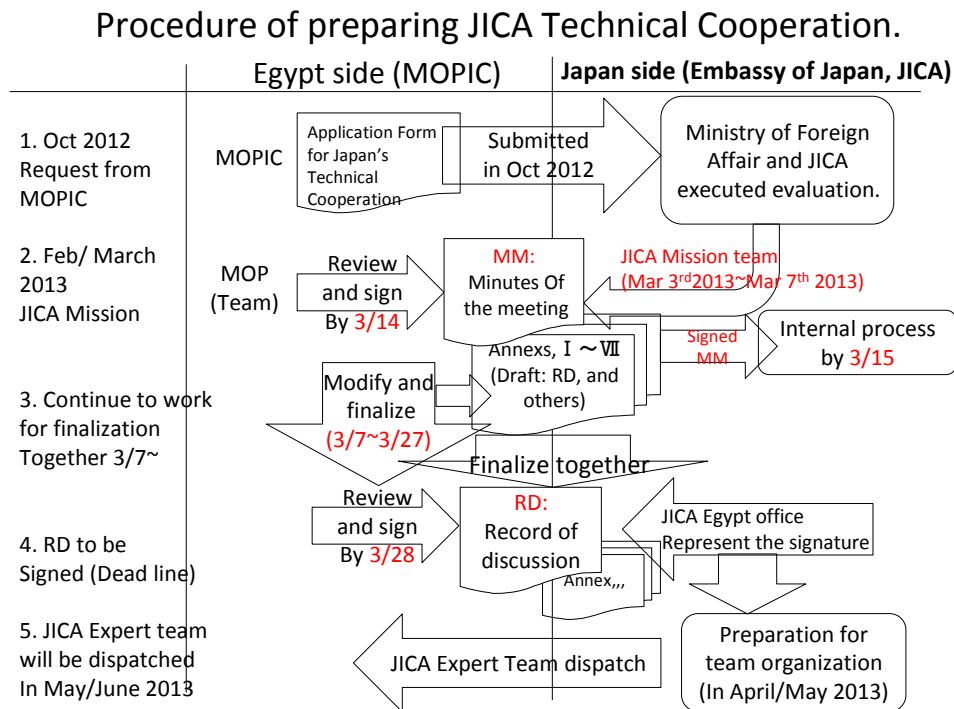 Procedure of preparing JICA Technical Cooperation.
Egypt side (MOPIC)
Japan side (Embassy of Japan, JICA)
1. Oct 2012
Request from
MOPIC
MOPIC
Application Form
for Japan's
Technical
Cooperation
Submitted
in Oct 2012
Ministry of Foreign
Affair and JICA
executed evaluation.
2. Feb/ March
2013
JICA Mission
MOP
(Team)
Review
and sign
By 3/14
MM:
Minutes Of
the meeting
JICA Mission team
(Mar 3rd2013~Mar 7th 2013)
Signed
MM
Internal process
by 3/15
Annexs, Ⅰ ～Ⅶ
(Draft: RD, and
others)
3. Continue to work
for finalization
Together 3/7~
Modify and
finalize
(3/7~3/27)
Finalize together
Review
and sign
By 3/28
RD:
Record of
discussion
Annex,,,
JICA Egypt office
Represent the signature
4. RD to be
Signed (Dead line)
5. JICA Expert team
will be dispatched
In May/June 2013
JICA Expert Team dispatch
Preparation for
team organization
(In April/May 2013)